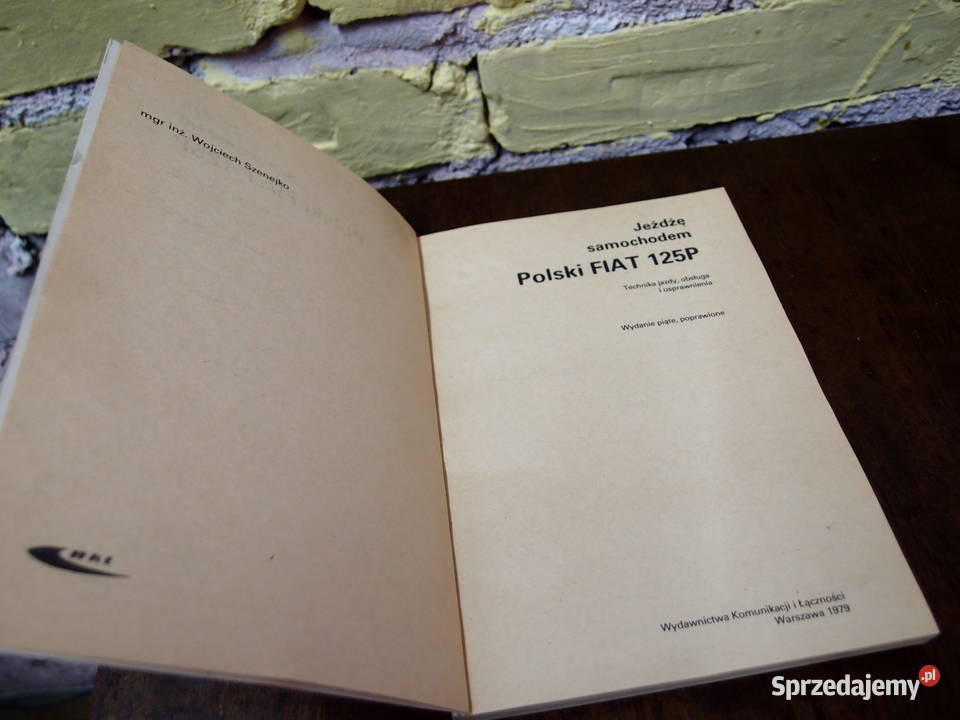 mgr inż. Wojciech Szenejko
WKŁ
Jeżdżę
samochodem
Polski FIAT 125P
Technika jazdy, obsługa
i usprawnienia
Wydanie piąte, poprawione
Wydawnictwa Komunikacji i Łączności
Warszawa 1979
Sprzedajemy.pl